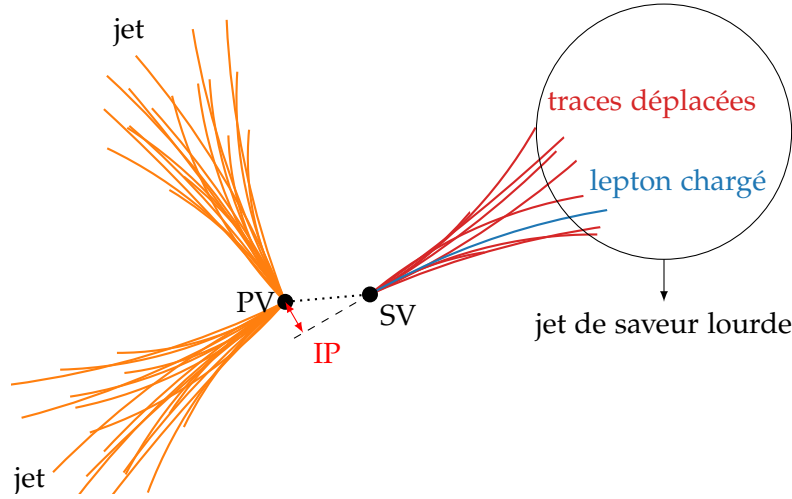 jet
traces déplacées
lepton chargé
PV
SV
jet de saveur lourde
IP
jet